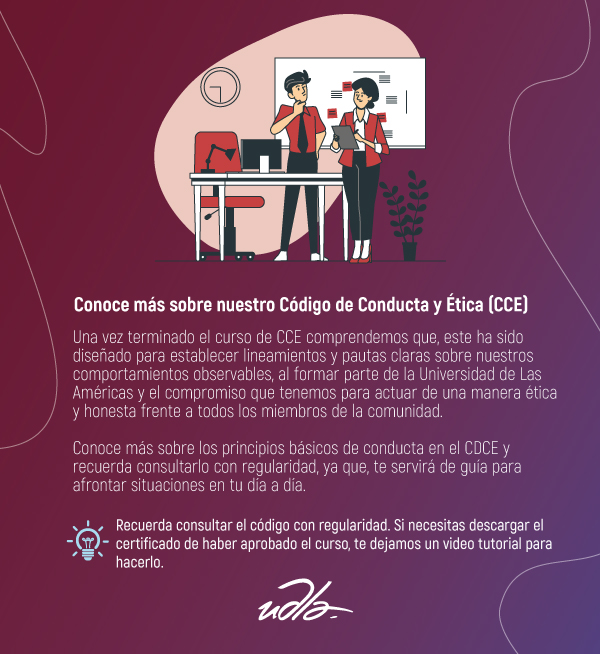 Conoce más sobre nuestro Código de Conducta y Ética (CCE)
Una vez terminado el curso de CCE comprendemos que, este ha sido
diseñado para establecer lineamientos y pautas claras sobre nuestros
comportamientos observables, al formar parte de la Universidad de Las
Américas y el compromiso que tenemos para actuar de una manera ética
y honesta frente a todos los miembros de la comunidad.
Conoce más sobre los principios básicos de conducta en el CDCE y
recuerda consultarlo con regularidad, ya que, te servirá de guía para
afrontar situaciones en tu día a día.
Recuerda consultar el código con regularidad. Si necesitas descargar el
certificado de haber aprobado el curso, te dejamos un video tutorial para
hacerlo.
udla